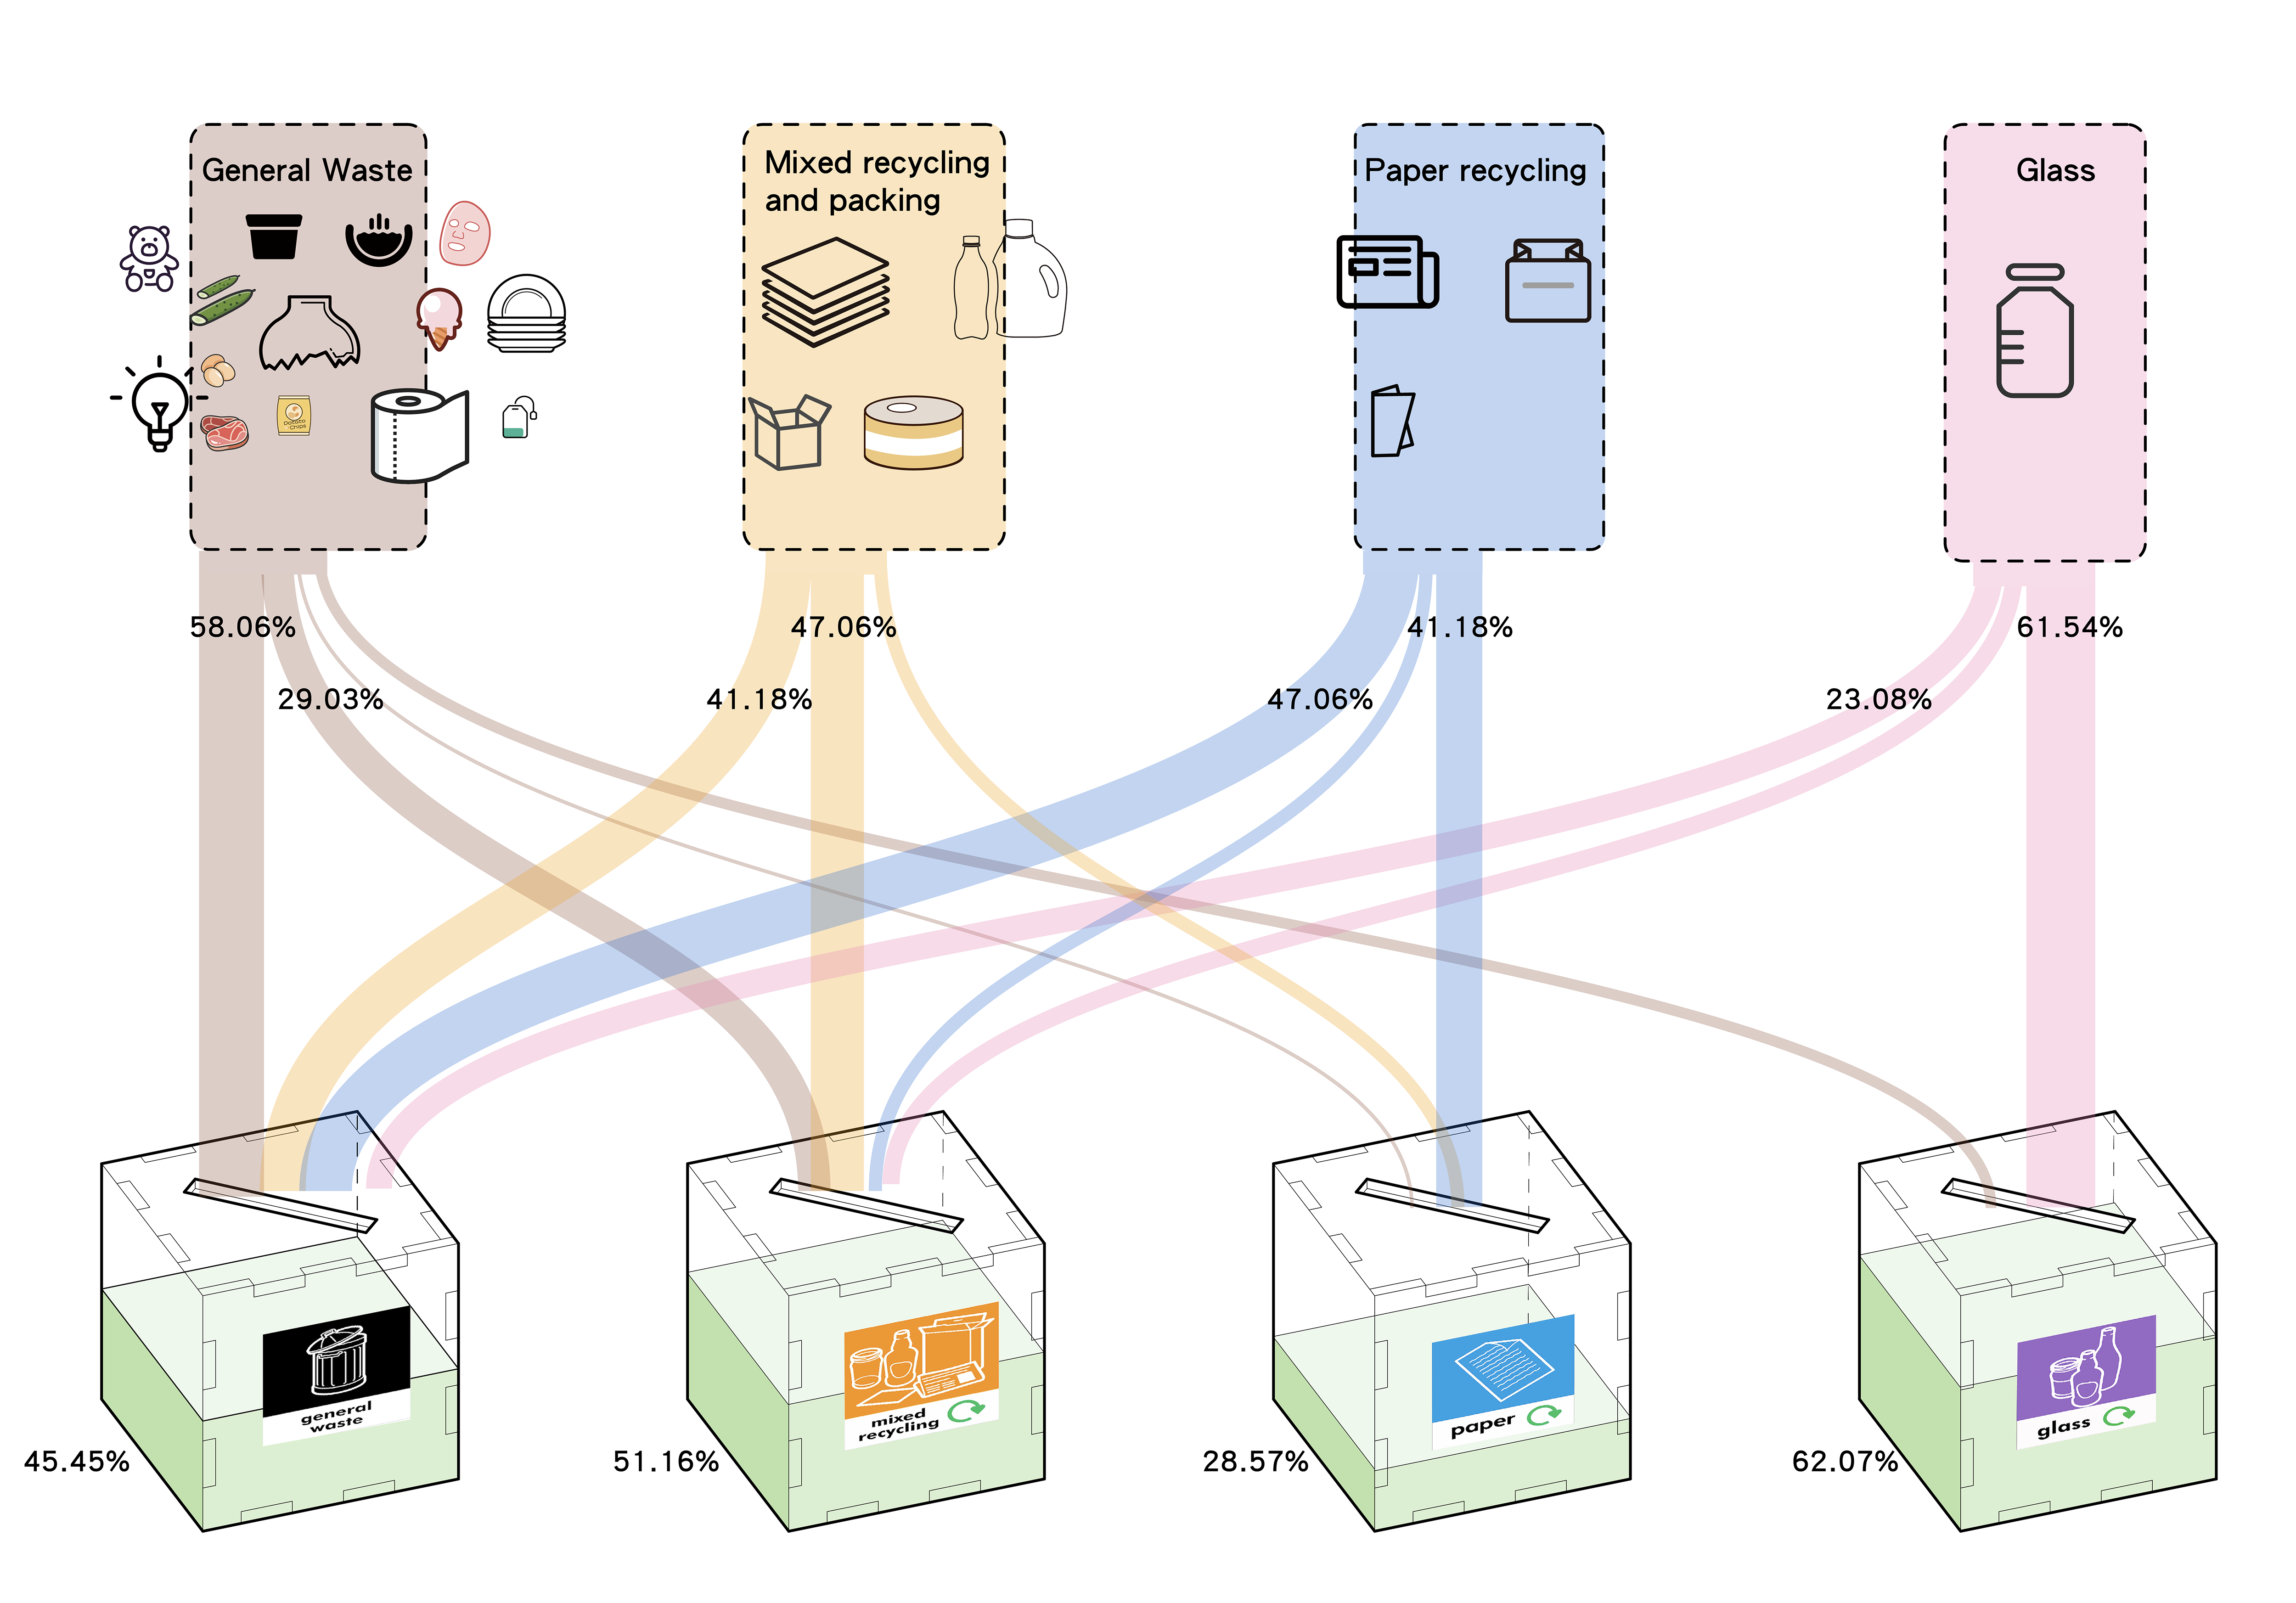 General Waste
Mixed recycling
and packing
Paper recycling
Glass
Potato
Chips
58.06%
47.06%
41.18%
61.54%
29.03%
41.18%
47.06%
23.08%
general
waste
mixed
recycling
paper
glass
45.45%
51.16%
28.57%
62.07%